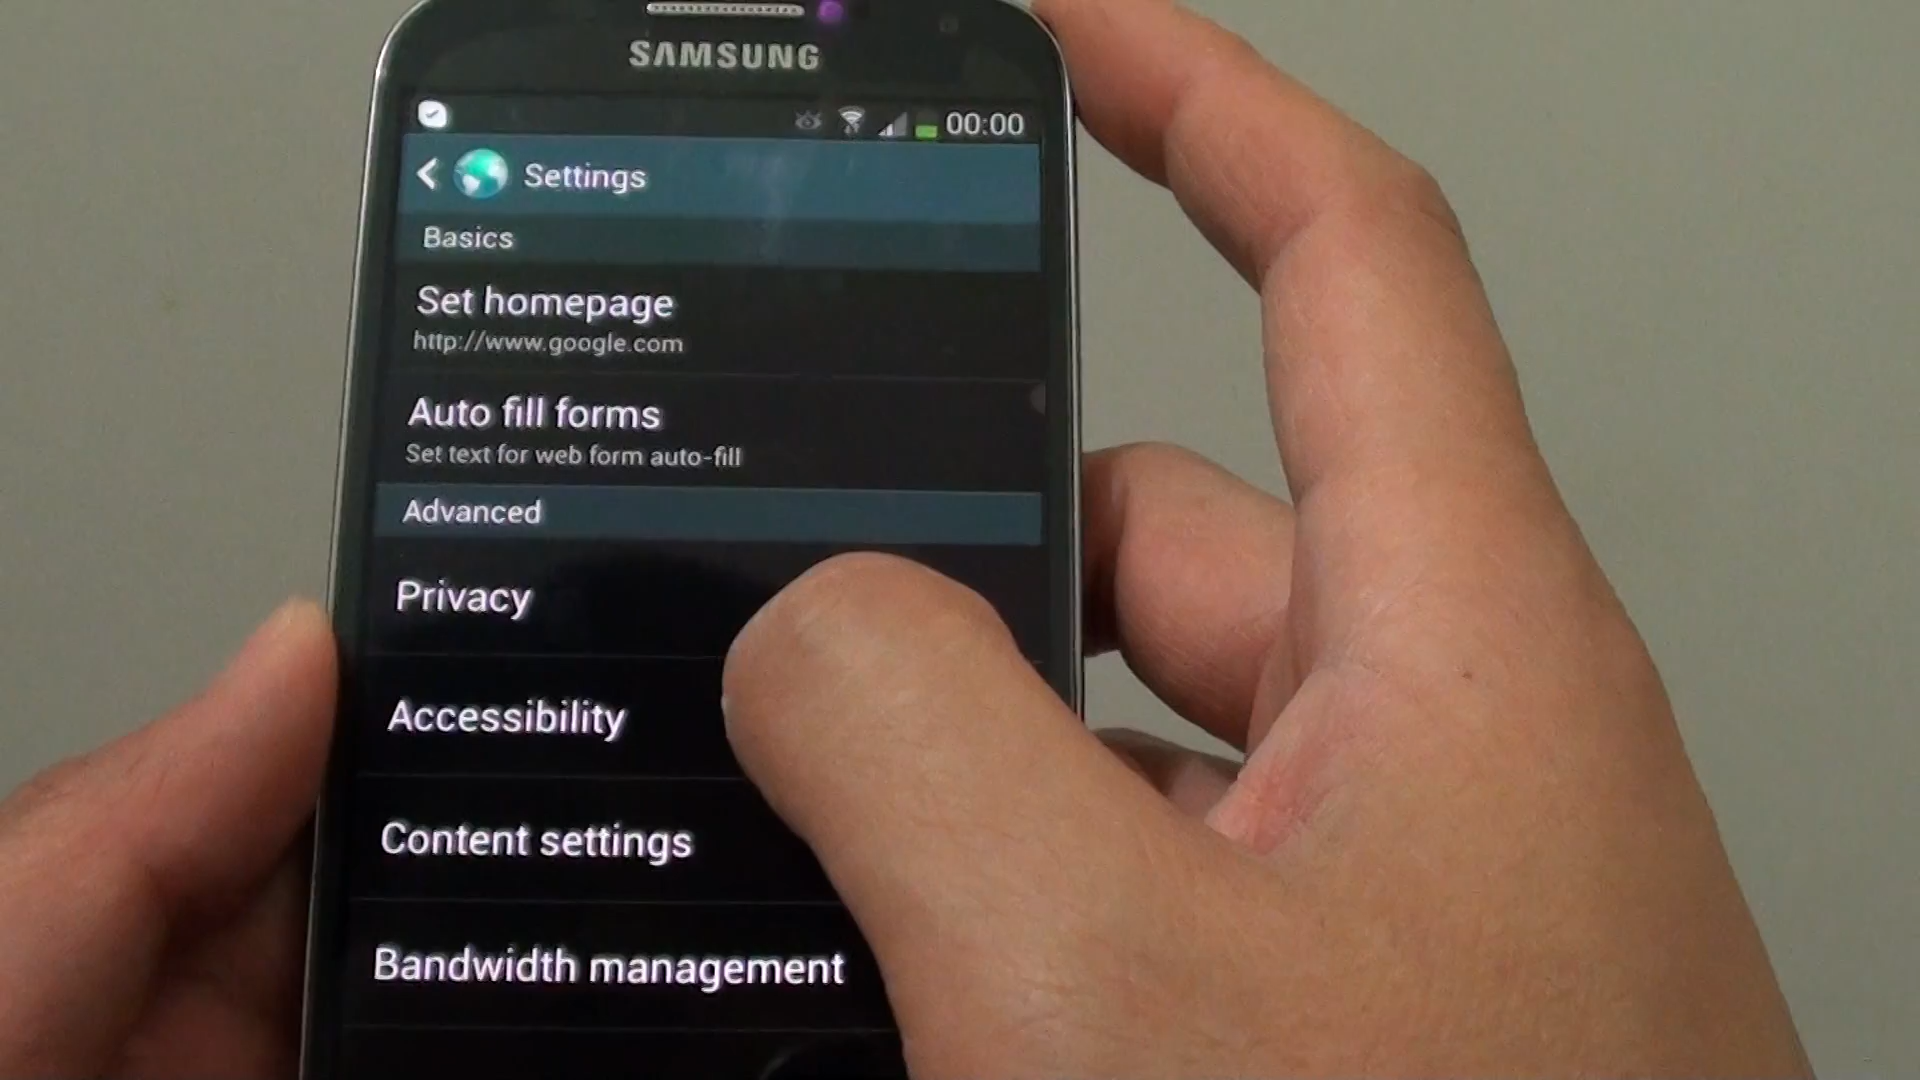 SAMSUNG
00:00
Settings
Basics
Set homepage
http://www.google.com
Auto fill forms
Set text for web form auto-fill
Advanced
Privacy
Accessibility
Content settings
Bandwidth management